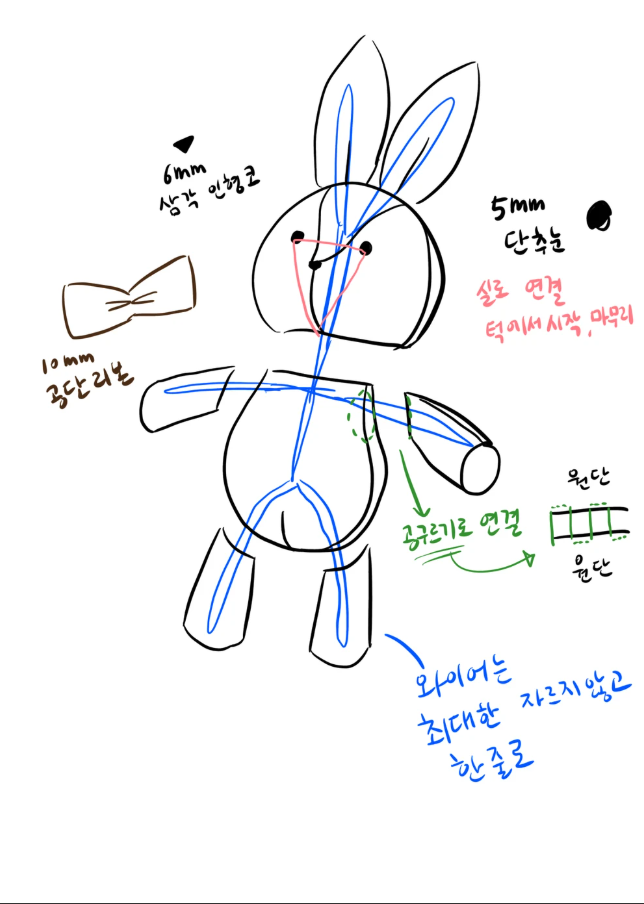 6mm
삼각 인형코
5mm
단추눈
실로 연결
턱에서 시작, 마무리
10mm
공단리본
원단
공구르기로 연결
원단
와이어는
최대한 자르지 않고
한 줄로